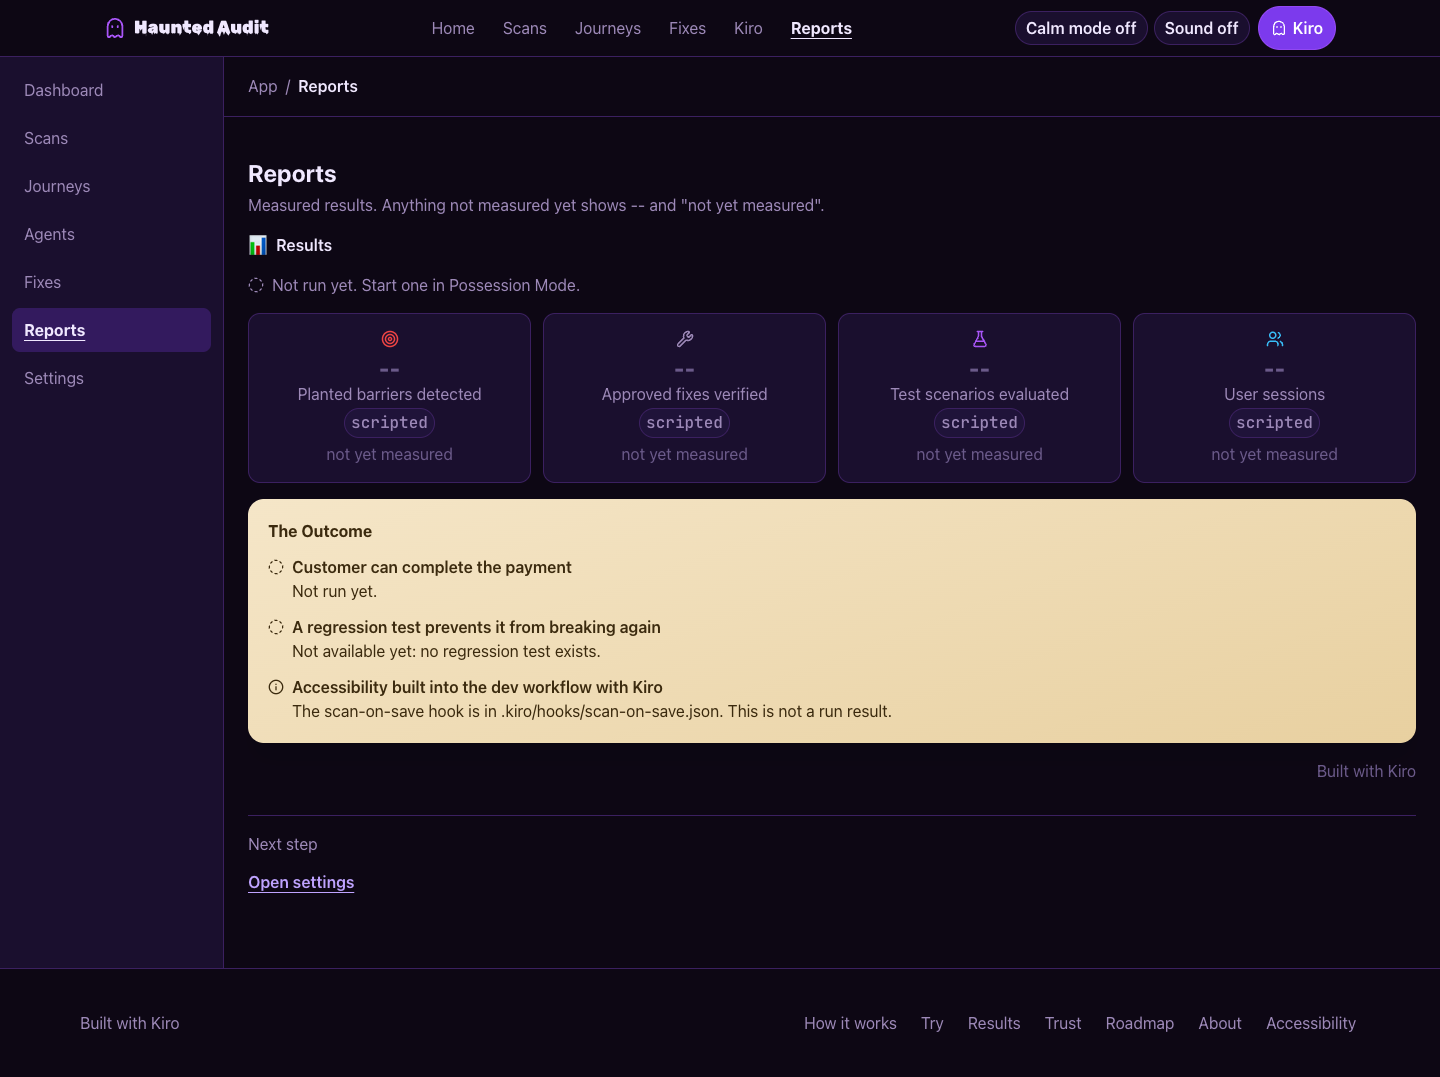 Haunted Audit
Home Scans Journeys Fixes Kiro Reports
Calm mode off Sound off Kiro
Dashboard
Scans
Journeys
Agents
Fixes
Reports
Settings
App / Reports
Reports
Measured results. Anything not measured yet shows -- and "not yet measured".
Results
Not run yet. Start one in Possession Mode.
--
Planted barriers detected
scripted
not yet measured
--
Approved fixes verified
scripted
not yet measured
--
Test scenarios evaluated
scripted
not yet measured
--
User sessions
scripted
not yet measured
The Outcome
Customer can complete the payment
Not run yet.
A regression test prevents it from breaking again
Not available yet: no regression test exists.
Accessibility built into the dev workflow with Kiro
The scan-on-save hook is in .kiro/hooks/scan-on-save.json. This is not a run result.
Built with Kiro
Next step
Open settings
Built with Kiro
How it works Try Results Trust Roadmap About Accessibility